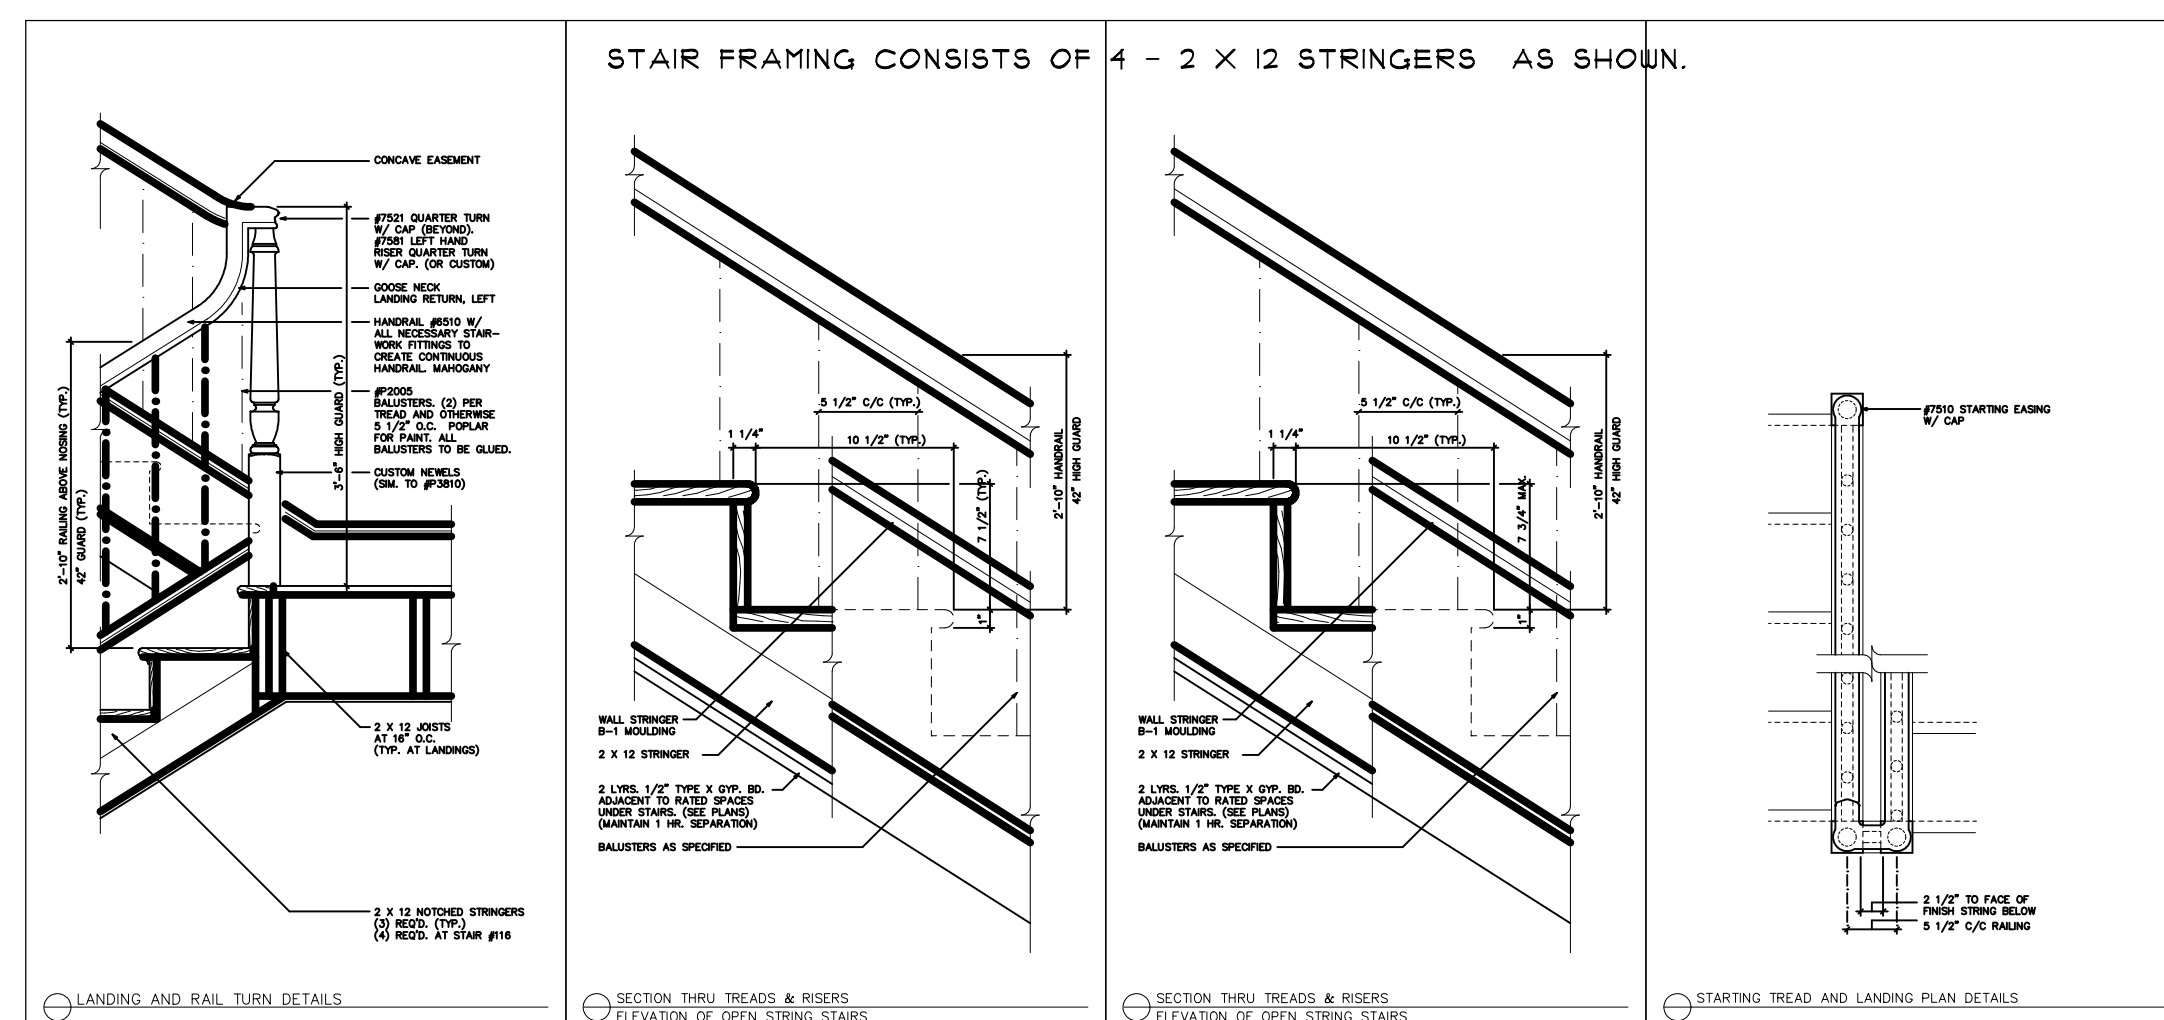 STAIR FRAMING CONSISTS OF 4 - 2 X 12 STRINGERS AS SHOWN.
CONCAVE EASEMENT
#7521 QUARTER TURN
W/ CAP (BEYOND).
#7581 LEFT HAND
RISER QUARTER TURN
W/ CAP. (OR CUSTOM)
GOOSE NECK
LANDING RETURN, LEFT
HANDRAIL #6510 W/
ALL NECESSARY STAIR-
WORK FITTINGS TO
CREATE CONTINUOUS
HANDRAIL. MAHOGANY
#P2005
BALUSTERS. (2) PER
TREAD AND OTHERWISE
5 1/2" O.C. POPLAR
FOR PAINT. ALL
BALUSTERS TO BE GLUED.
CUSTOM NEWELS
(SIM. TO #P3810)
2'-10" RAILING ABOVE NOSING (TYP.)
42" GUARD (TYP.)
3'-6" HIGH GUARD (TYP.)
2 X 12 JOISTS
AT 16" O.C.
(TYP. AT LANDINGS)
2 X 12 NOTCHED STRINGERS
(3) REQ'D. (TYP.)
(4) REQ'D. AT STAIR #116
LANDING AND RAIL TURN DETAILS
5 1/2" C/C (TYP.)
1 1/4"
10 1/2" (TYP.)
7 1/2" (TYP.)
1"
2'-10" HANDRAIL
42" HIGH GUARD
WALL STRINGER
B-1 MOULDING
2 X 12 STRINGER
2 LYRS. 1/2" TYPE X GYP. BD.
ADJACENT TO RATED SPACES
UNDER STAIRS. (SEE PLANS)
(MAINTAIN 1 HR. SEPARATION)
BALUSTERS AS SPECIFIED
SECTION THRU TREADS & RISERS
ELEVATION OF OPEN STRING STAIRS
5 1/2" C/C (TYP.)
1 1/4"
10 1/2" (TYP.)
7 3/4" MAX.
1"
2'-10" HANDRAIL
42" HIGH GUARD
WALL STRINGER
B-1 MOULDING
2 X 12 STRINGER
2 LYRS. 1/2" TYPE X GYP. BD.
ADJACENT TO RATED SPACES
UNDER STAIRS. (SEE PLANS)
(MAINTAIN 1 HR. SEPARATION)
BALUSTERS AS SPECIFIED
SECTION THRU TREADS & RISERS
ELEVATION OF OPEN STRING STAIRS
#7510 STARTING EASING
W/ CAP
2 1/2" TO FACE OF
FINISH STRING BELOW
5 1/2" C/C RAILING
STARTING TREAD AND LANDING PLAN DETAILS